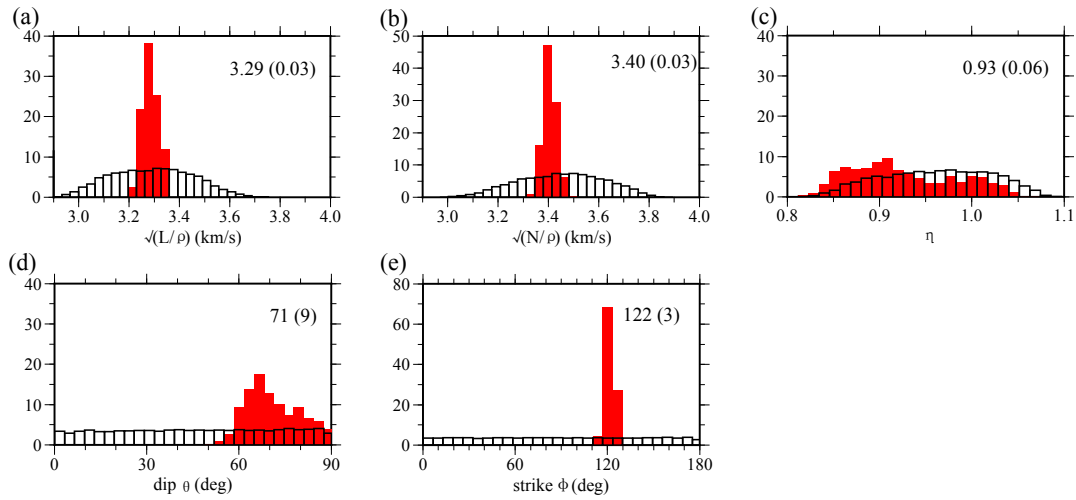 (a)
(b)
(c)
40
30
20
10
0
3.29 (0.03)
3.0 3.2 3.4 3.6 3.8 4.0
√(L/ρ) (km/s)
50
40
30
20
10
0
3.40 (0.03)
3.0 3.2 3.4 3.6 3.8 4.0
√(N/ρ) (km/s)
40
30
20
10
0
0.93 (0.06)
0.8 0.9 1.0 1.1
η
(d)
(e)
40
30
20
10
0
71 (9)
0 30 60 90
dip θ (deg)
80
60
40
20
0
122 (3)
0 60 120 180
strike Φ (deg)